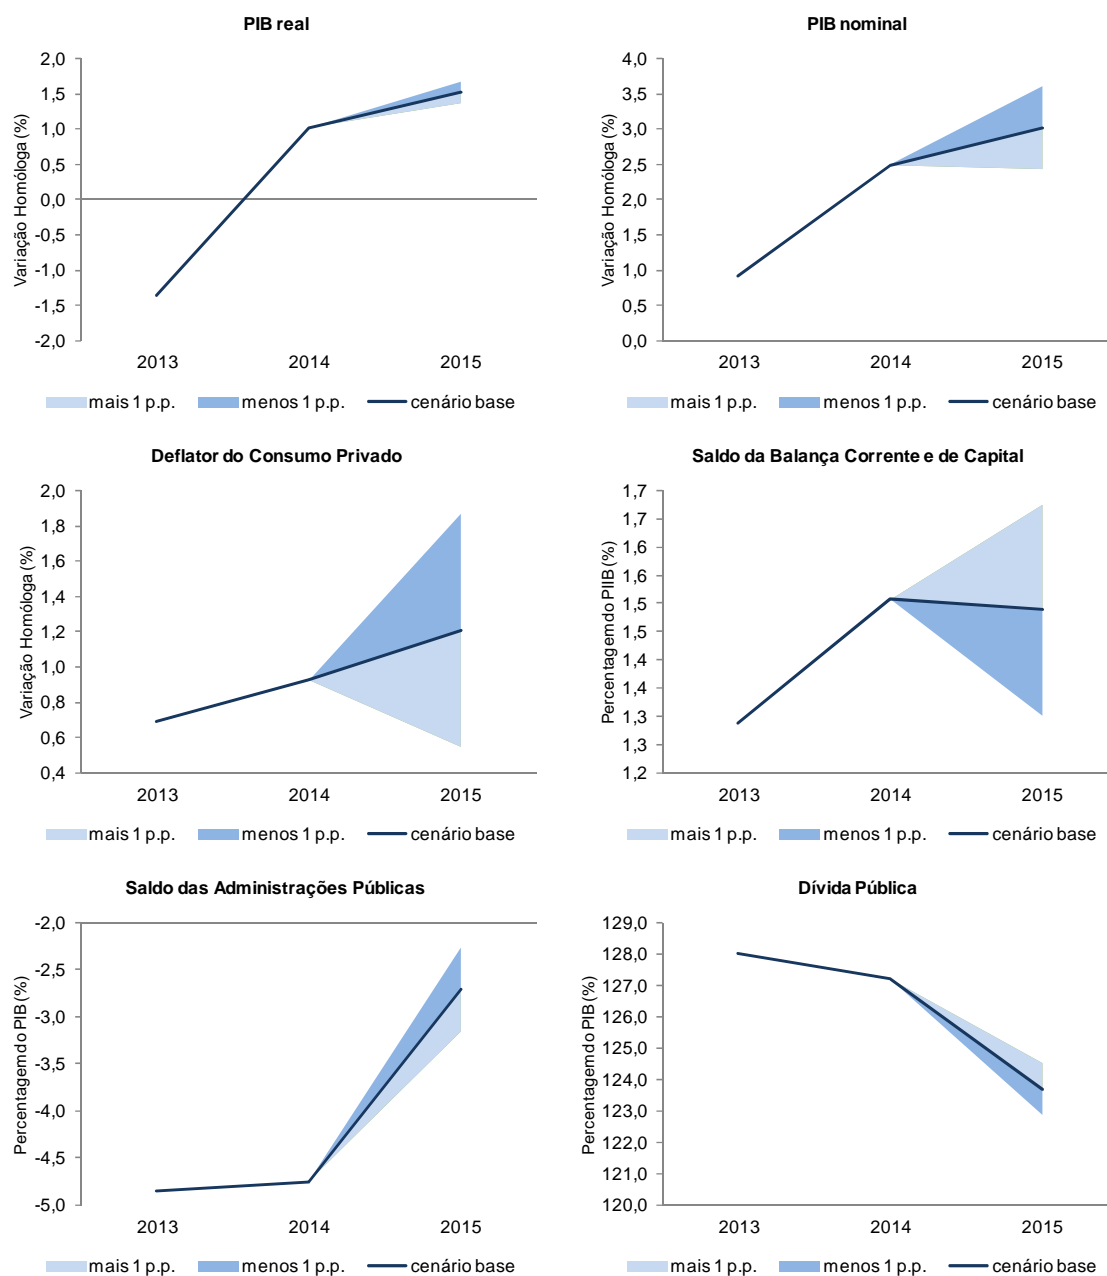 PIB real
Variação Homóloga (%)
2,0
1,5
1,0
0,5
0,0
-0,5
-1,0
-1,5
-2,0
2013 2014 2015
mais 1 p.p. menos 1 p.p. cenário base
PIB nominal
Variação Homóloga (%)
4,0
3,5
3,0
2,5
2,0
1,5
1,0
0,5
0,0
2013 2014 2015
mais 1 p.p. menos 1 p.p. cenário base
Deflator do Consumo Privado
Variação Homóloga (%)
2,0
1,8
1,6
1,4
1,2
1,0
0,8
0,6
0,4
2013 2014 2015
mais 1 p.p. menos 1 p.p. cenário base
Saldo da Balança Corrente e de Capital
Percentagem do PIIB (%)
1,7
1,7
1,6
1,6
1,5
1,5
1,4
1,4
1,3
1,3
1,2
2013 2014 2015
mais 1 p.p. menos 1 p.p. cenário base
Saldo das Administrações Públicas
Percentagem do PIB (%)
-2,0
-2,5
-3,0
-3,5
-4,0
-4,5
-5,0
2013 2014 2015
mais 1 p.p. menos 1 p.p. cenário base
Dívida Pública
Percentagem do PIB (%)
129,0
128,0
127,0
126,0
125,0
124,0
123,0
122,0
121,0
120,0
2013 2014 2015
mais 1 p.p. menos 1 p.p. cenário base